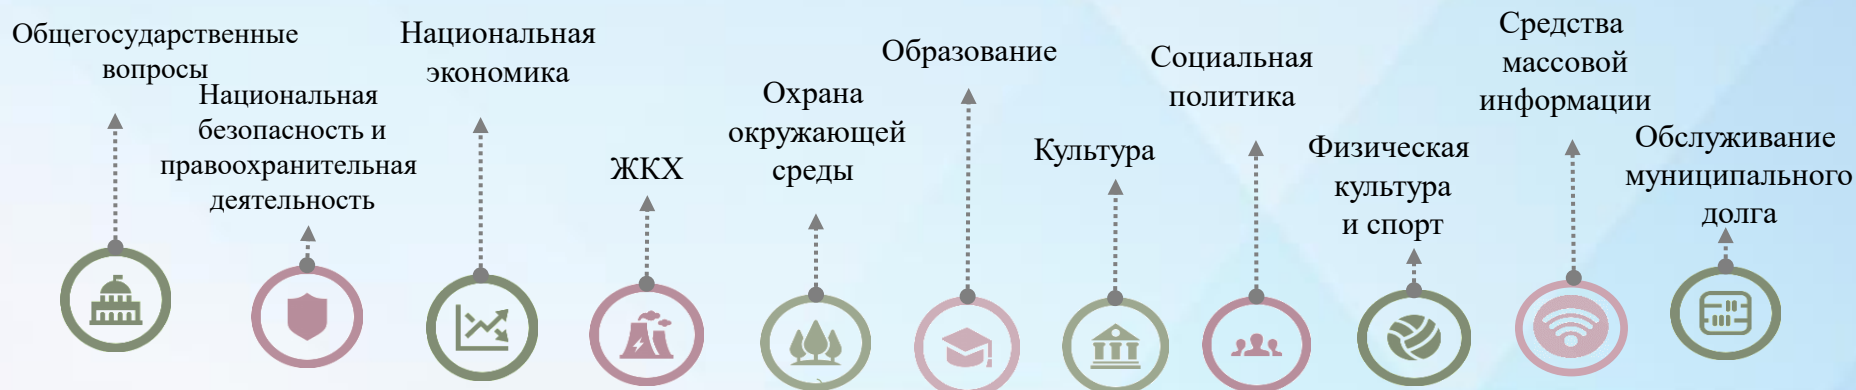 Общегосударственные
вопросы
Национальная
безопасность и
правоохранительная
деятельность
Национальная
экономика
ЖКХ
Охрана
окружающей
среды
Образование
Культура
Социальная
политика
Физическая
культура
и спорт
Средства
массовой
информации
Обслуживание
муниципального
долга